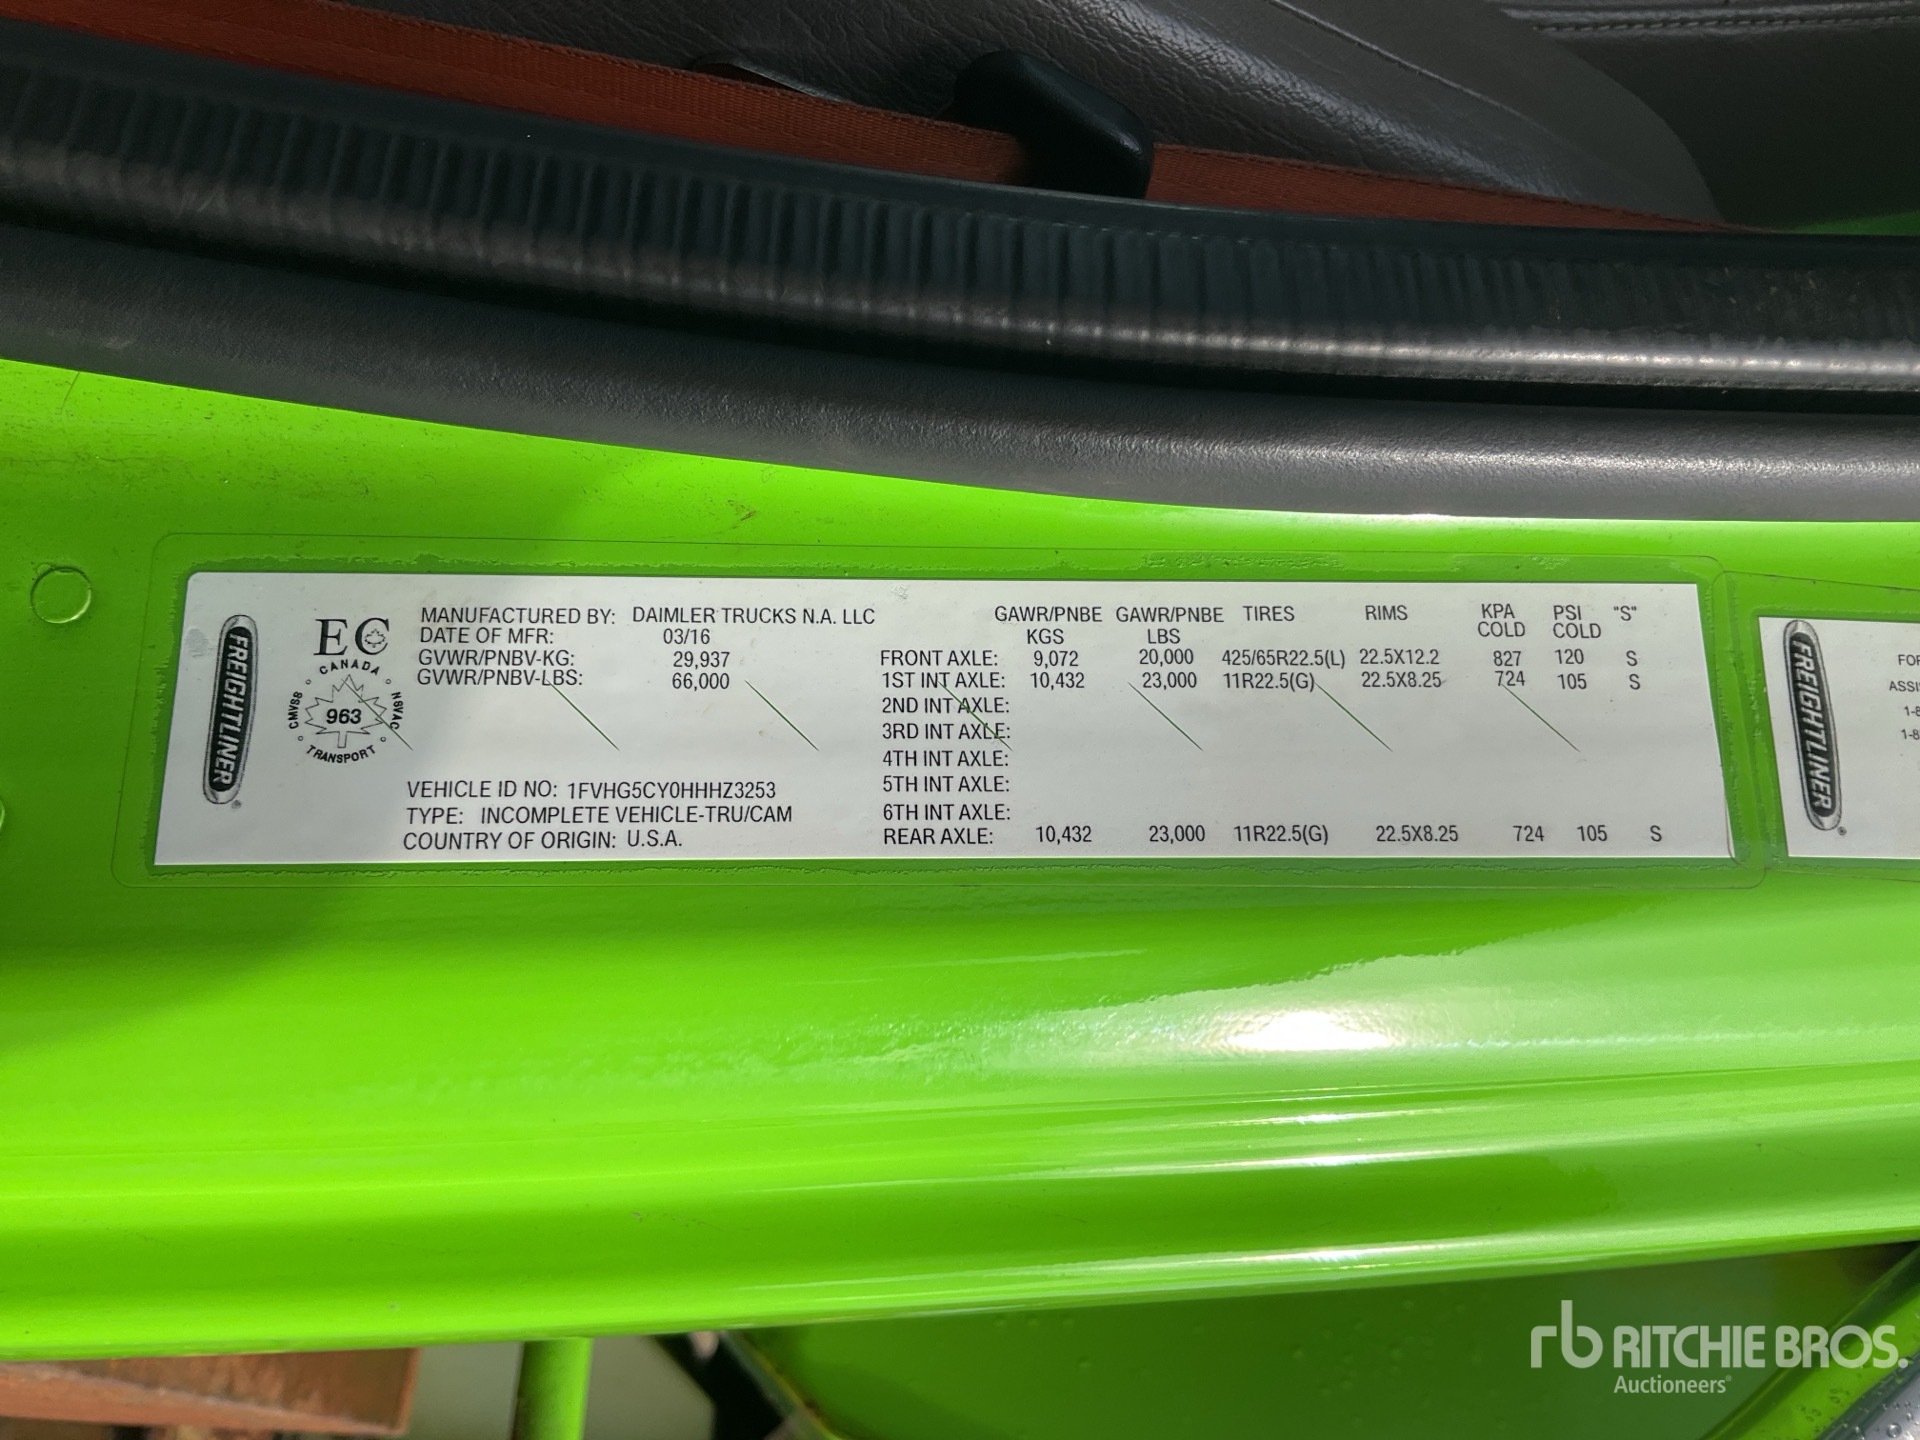 FREIGHTLINER
EC
CANADA
CMVSS 963 NSVAC
TRANSPORT
MANUFACTURED BY: DAIMLER TRUCKS N.A. LLC
DATE OF MFR: 03/16
GVWR/PNBV-KG: 29,937
GVWR/PNBV-LBS: 66,000
VEHICLE ID NO: 1FVHG5CY0HHHZ3253
TYPE: INCOMPLETE VEHICLE-TRU/CAM
COUNTRY OF ORIGIN: U.S.A.
GAWR/PNBE KGS GAWR/PNBE LBS TIRES RIMS KPA COLD PSI COLD "S"
FRONT AXLE: 9,072 20,000 425/65R22.5(L) 22.5X12.2 827 120 S
1ST INT AXLE: 10,432 23,000 11R22.5(G) 22.5X8.25 724 105 S
2ND INT AXLE:
3RD INT AXLE:
4TH INT AXLE:
5TH INT AXLE:
6TH INT AXLE:
REAR AXLE: 10,432 23,000 11R22.5(G) 22.5X8.25 724 105 S
FREIGHTLINER
rb RITCHIE BROS.
Auctioneers